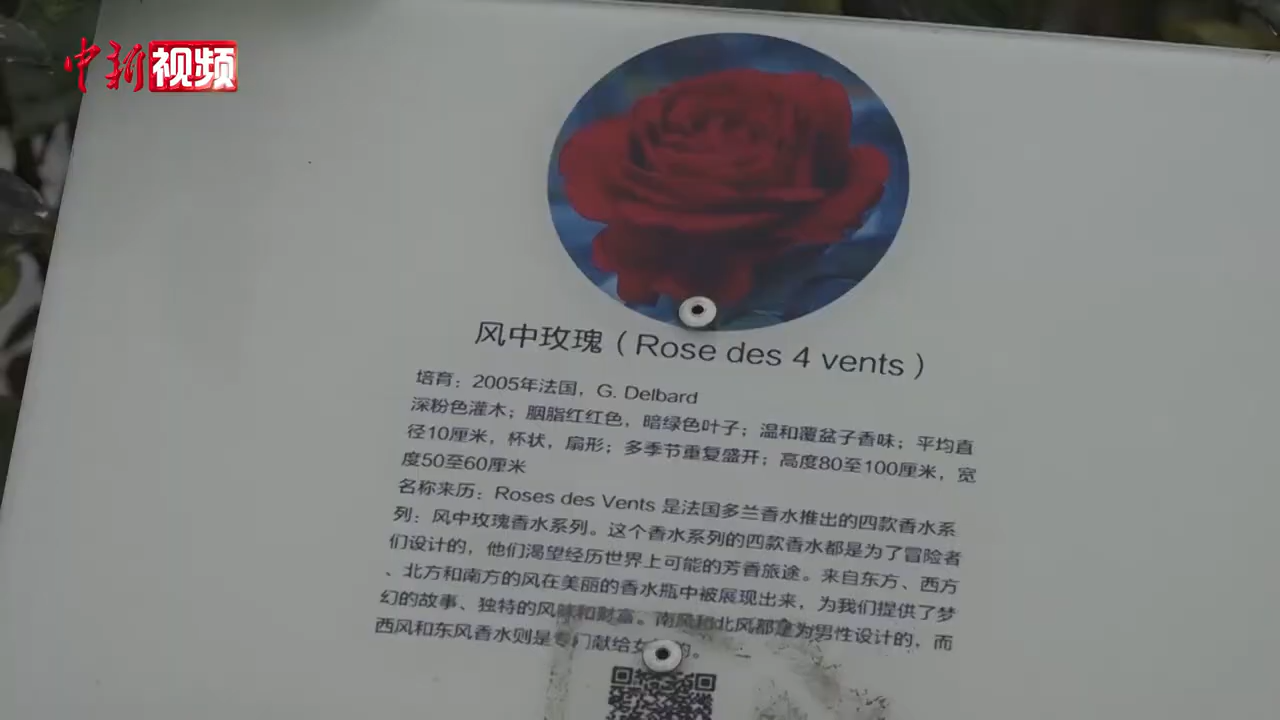 中新视频
风中玫瑰（Rose des 4 vents）
培育：2005年法国，G. Delbard
深粉色灌木；胭脂红红色，暗绿色叶子；温和覆盆子香味；平均直
径10厘米，杯状，扇形；多季节重复盛开；高度80至100厘米，宽
度50至60厘米
名称来历：Roses des Vents 是法国多兰香水推出的四款香水系
列：风中玫瑰香水系列。这个香水系列的四款香水都是为了冒险者
们设计的，他们渴望经历世界上可能的芳香旅途。来自东方、西方
、北方和南方的风在美丽的香水瓶中被展现出来，为我们提供了梦
幻的故事、独特的风味和财富。南风和北风都是为男性设计的，而
西风和东风香水则是专门献给女的。